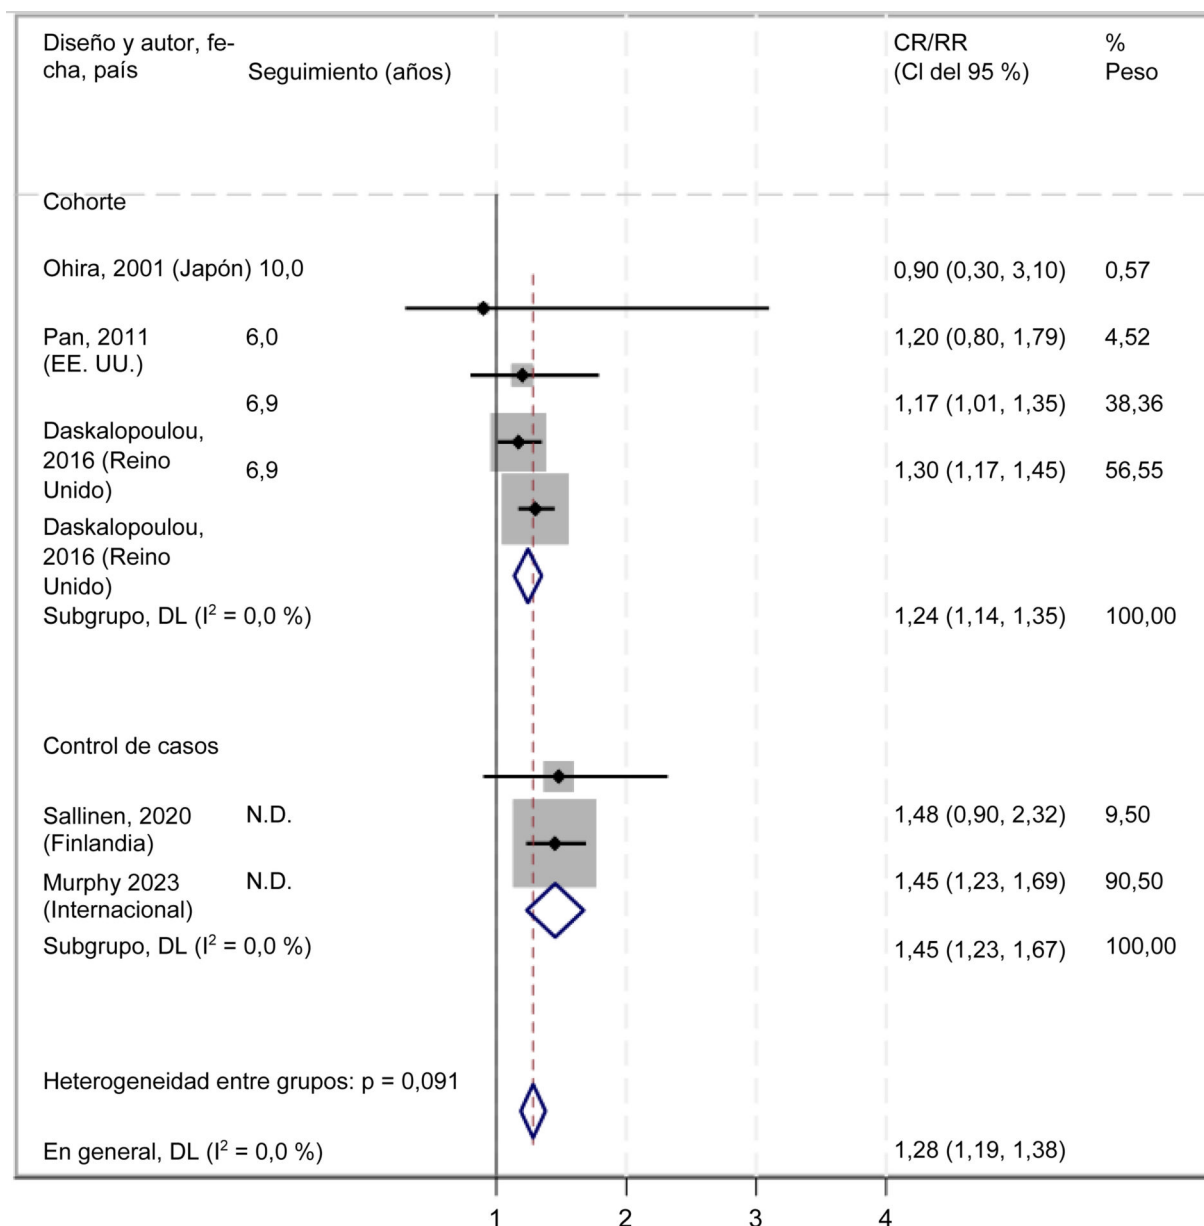 Diseño y autor, fe-
cha, país
Seguimiento (años)
CR/RR
(CI del 95 %)
%
Peso
Cohorte
Ohira, 2001 (Japón) 10,0
0,90 (0,30, 3,10) 0,57
Pan, 2011
(EE. UU.)
6,0
1,20 (0,80, 1,79) 4,52
6,9
1,17 (1,01, 1,35) 38,36
Daskalopoulou,
2016 (Reino
Unido)
6,9
1,30 (1,17, 1,45) 56,55
Daskalopoulou,
2016 (Reino
Unido)
Subgrupo, DL (I² = 0,0 %)
1,24 (1,14, 1,35) 100,00
Control de casos
Sallinen, 2020
(Finlandia)
N.D.
1,48 (0,90, 2,32) 9,50
Murphy 2023
(Internacional)
N.D.
1,45 (1,23, 1,69) 90,50
Subgrupo, DL (I² = 0,0 %)
1,45 (1,23, 1,67) 100,00
Heterogeneidad entre grupos: p = 0,091
En general, DL (I² = 0,0 %)
1,28 (1,19, 1,38)
1 2 3 4